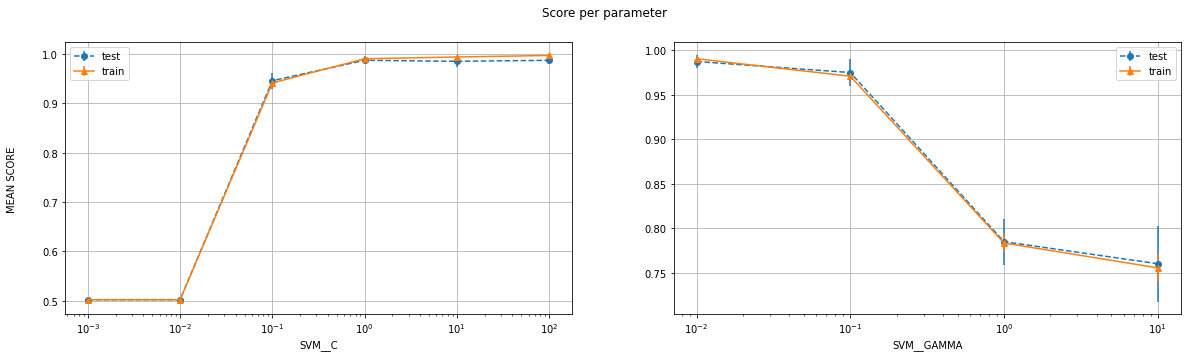 Score per parameter
MEAN SCORE
1.0
0.9
0.8
0.7
0.6
0.5
test
train
10⁻³
10⁻²
10⁻¹
10⁰
10¹
10²
SVM__C
1.00
0.95
0.90
0.85
0.80
0.75
test
train
10⁻²
10⁻¹
10⁰
10¹
SVM__GAMMA